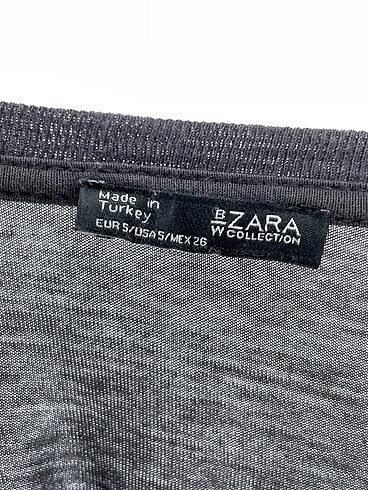 Made in
Turkey
EUR S/USA S/MEX 26
B/W ZARA
COLLECTION